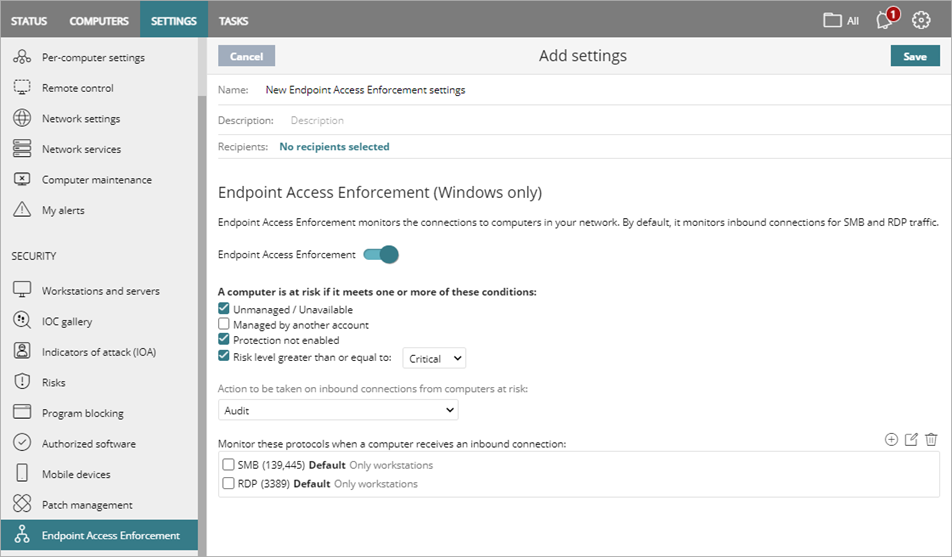 STATUS COMPUTERS SETTINGS TASKS All 1
Per-computer settings
Remote control
Network settings
Network services
Computer maintenance
My alerts
SECURITY
Workstations and servers
IOC gallery
Indicators of attack (IOA)
Risks
Program blocking
Authorized software
Mobile devices
Patch management
Endpoint Access Enforcement
Cancel Add settings Save
Name: New Endpoint Access Enforcement settings
Description: Description
Recipients: No recipients selected
Endpoint Access Enforcement (Windows only)
Endpoint Access Enforcement monitors the connections to computers in your network. By default, it monitors inbound connections for SMB and RDP traffic.
Endpoint Access Enforcement
A computer is at risk if it meets one or more of these conditions:
Unmanaged / Unavailable
Managed by another account
Protection not enabled
Risk level greater than or equal to: Critical
Action to be taken on inbound connections from computers at risk:
Audit
Monitor these protocols when a computer receives an inbound connection:
SMB (139,445) Default Only workstations
RDP (3389) Default Only workstations